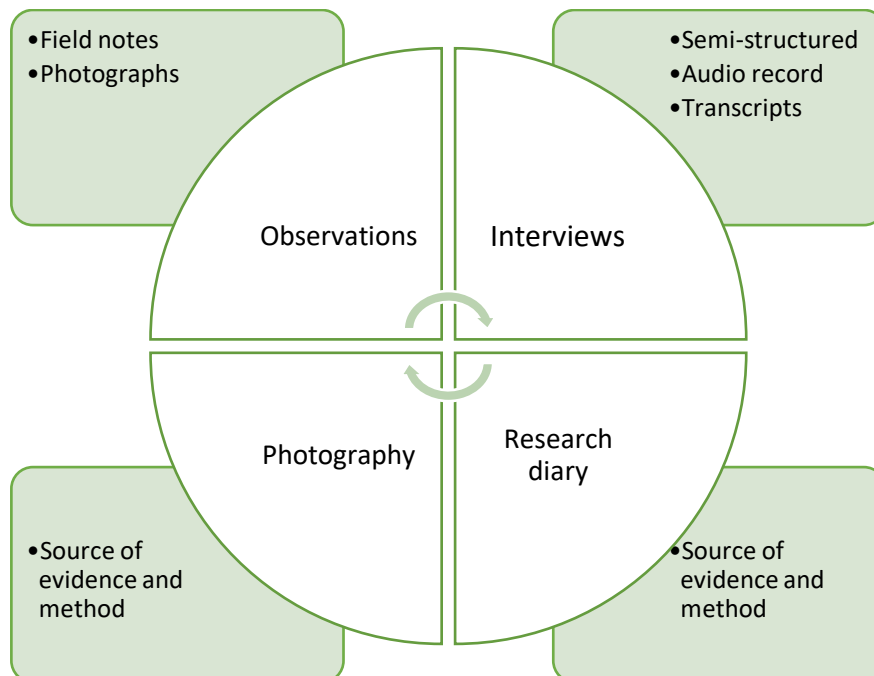 •Field notes
•Photographs
•Semi-structured
•Audio record
•Transcripts
Observations
Interviews
Photography
Research
diary
•Source of
evidence and
method
•Source of
evidence and
method